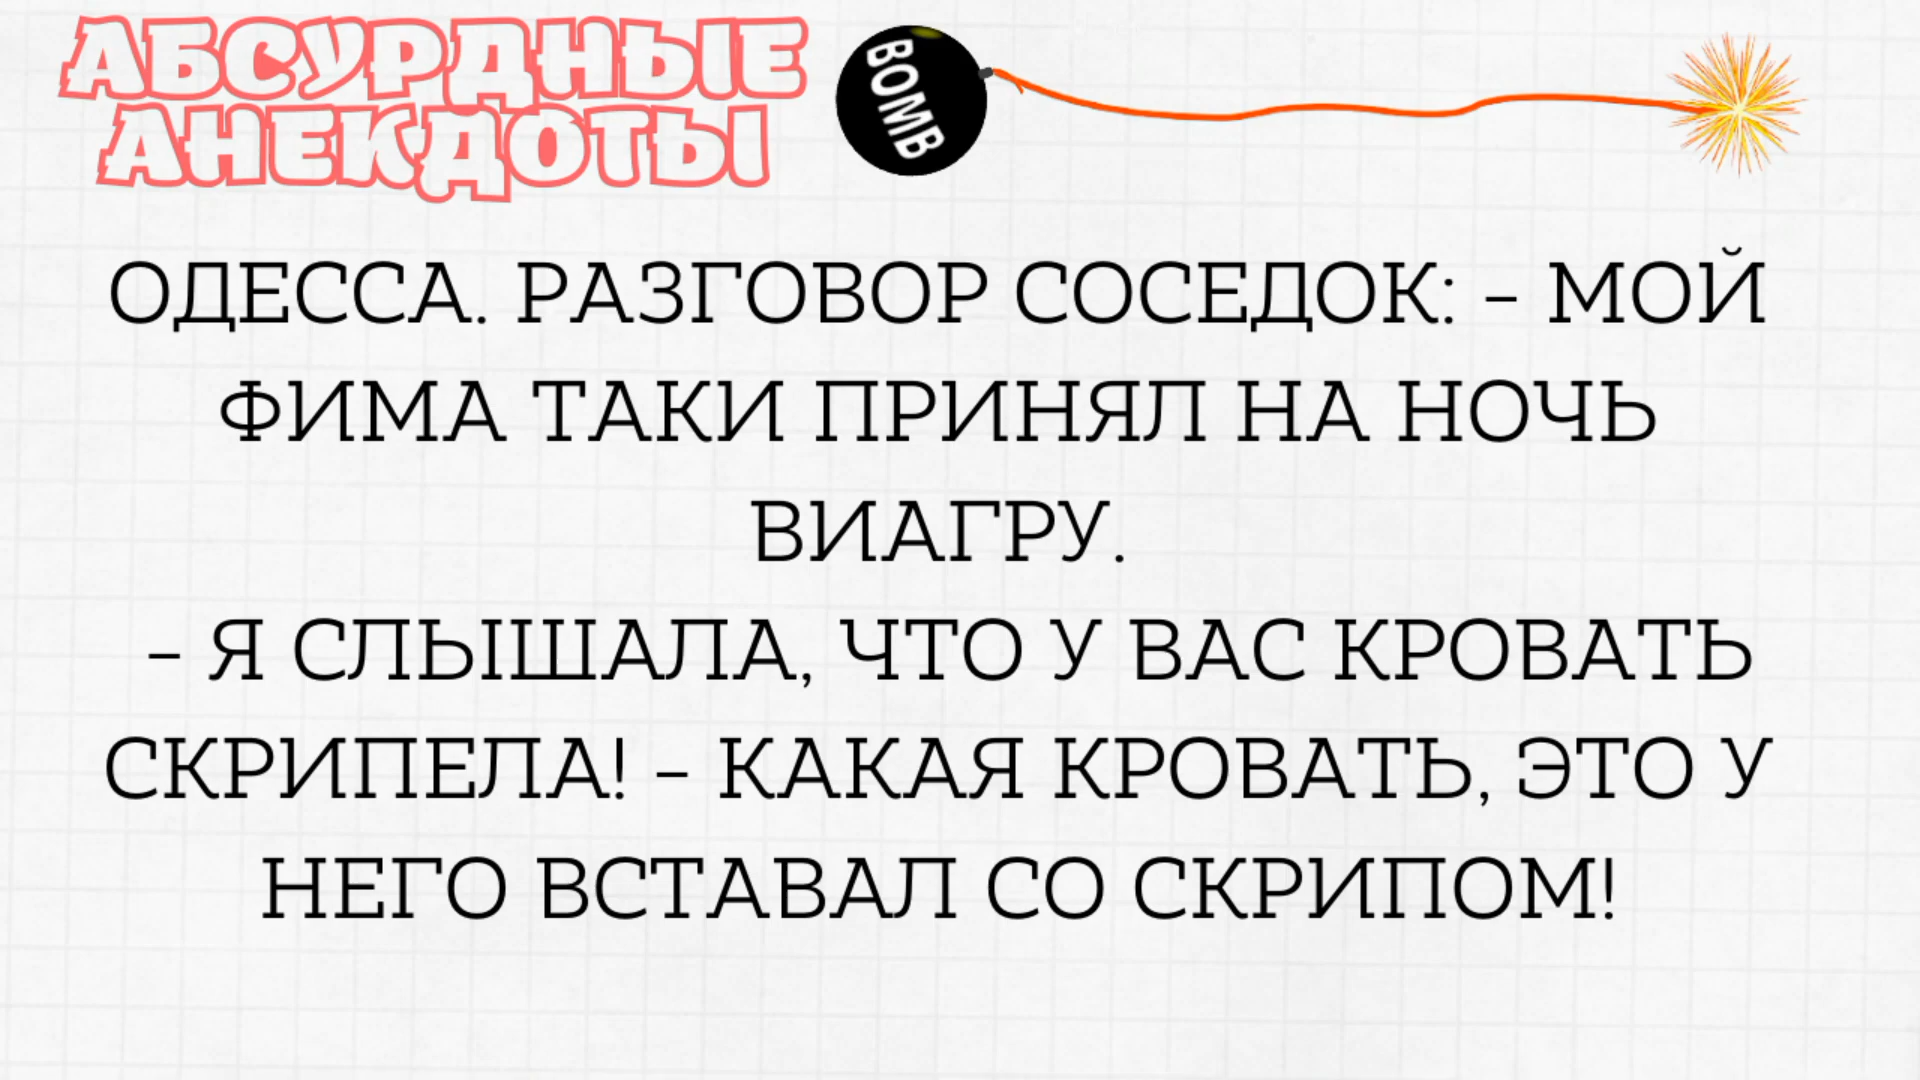 АБСУРДНЫЕ
АНЕКДОТЫ
BOMB
ОДЕССА. РАЗГОВОР СОСЕДОК: – МОЙ
ФИМА ТАКИ ПРИНЯЛ НА НОЧЬ
ВИАГРУ.
– Я СЛЫШАЛА, ЧТО У ВАС КРОВАТЬ
СКРИПЕЛА! – КАКАЯ КРОВАТЬ, ЭТО У
НЕГО ВСТАВАЛ СО СКРИПОМ!